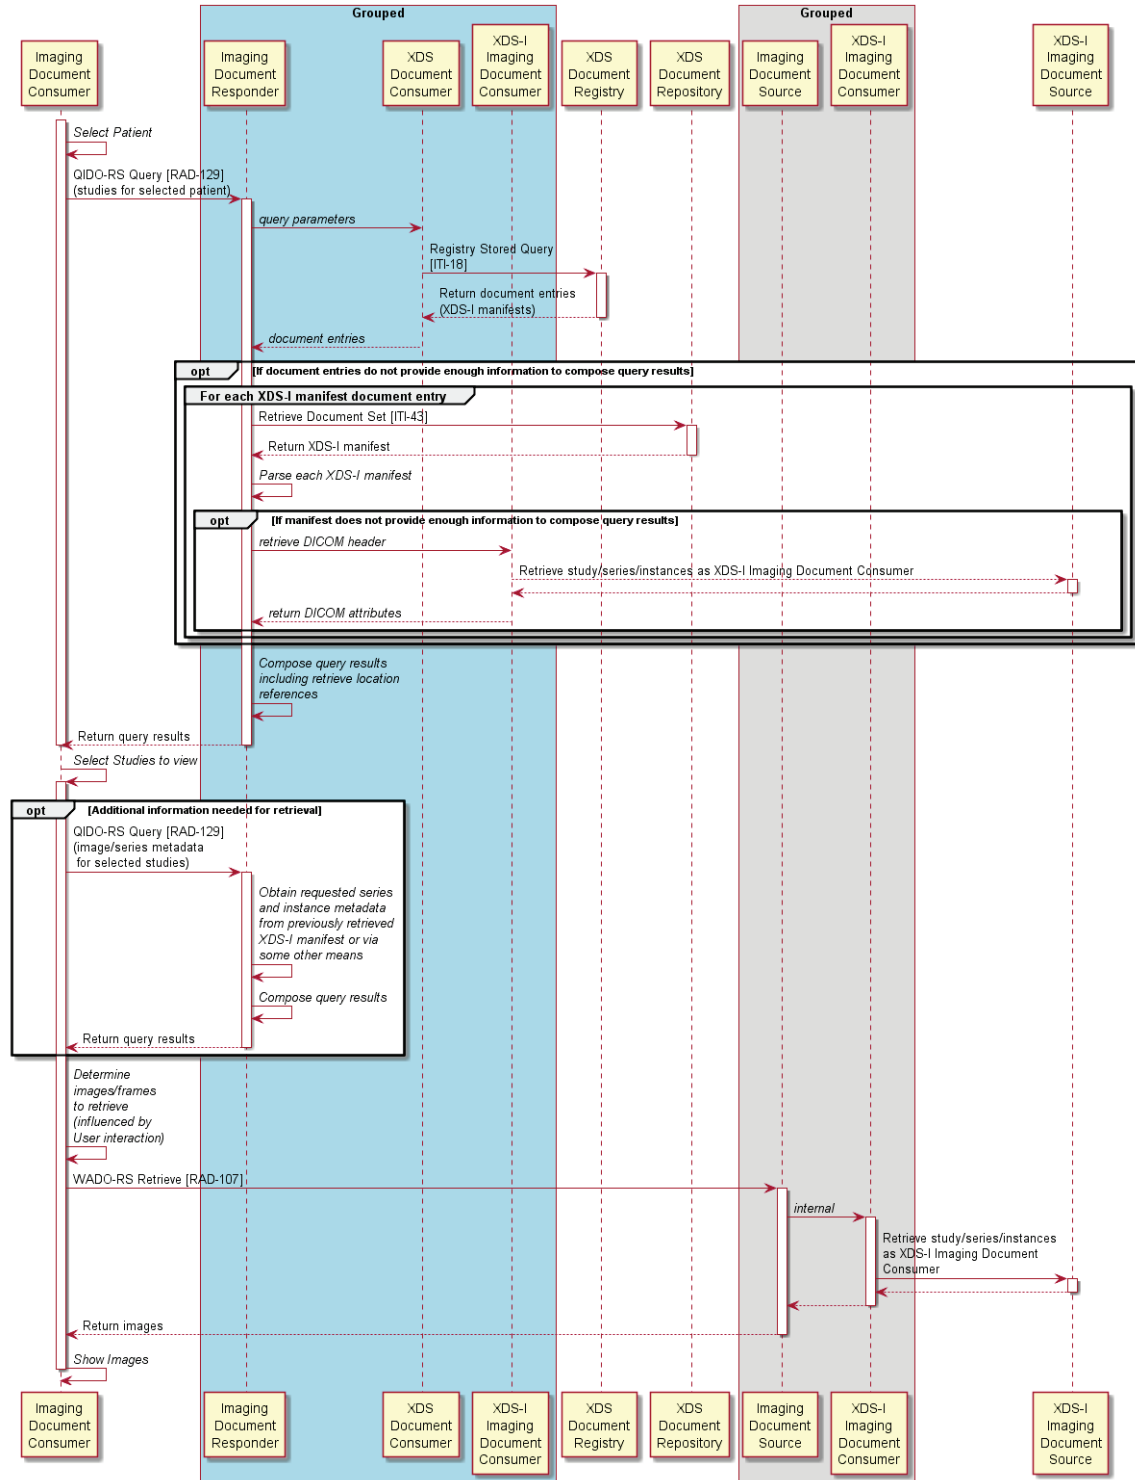 Grouped
Grouped
Imaging
Document
Consumer
Imaging
Document
Responder
XDS
Document
Consumer
XDS-I
Imaging
Document
Consumer
XDS
Document
Registry
XDS
Document
Repository
Imaging
Document
Source
XDS-I
Imaging
Document
Consumer
XDS-I
Imaging
Document
Source
Select Patient
QIDO-RS Query [RAD-129]
(studies for selected patient)
query parameters
Registry Stored Query
[ITI-18]
Return document entries
(XDS-I manifests)
document entries
opt
[If document entries do not provide enough information to compose query results]
For each XDS-I manifest document entry
Retrieve Document Set [ITI-43]
Return XDS-I manifest
Parse each XDS-I manifest
opt
[If manifest does not provide enough information to compose query results]
retrieve DICOM header
Retrieve study/series/instances as XDS-I Imaging Document Consumer
return DICOM attributes
Compose query results
including retrieve location
references
Return query results
Select Studies to view
opt
[Additional information needed for retrieval]
QIDO-RS Query [RAD-129]
(image/series metadata
for selected studies)
Obtain requested series
and instance metadata
from previously retrieved
XDS-I manifest or via
some other means
Compose query results
Return query results
Determine
images/frames
to retrieve
(influenced by
User interaction)
WADO-RS Retrieve [RAD-107]
internal
Retrieve study/series/instances
as XDS-I Imaging Document
Consumer
Return images
Show Images
Imaging
Document
Consumer
Imaging
Document
Responder
XDS
Document
Consumer
XDS-I
Imaging
Document
Consumer
XDS
Document
Registry
XDS
Document
Repository
Imaging
Document
Source
XDS-I
Imaging
Document
Consumer
XDS-I
Imaging
Document
Source